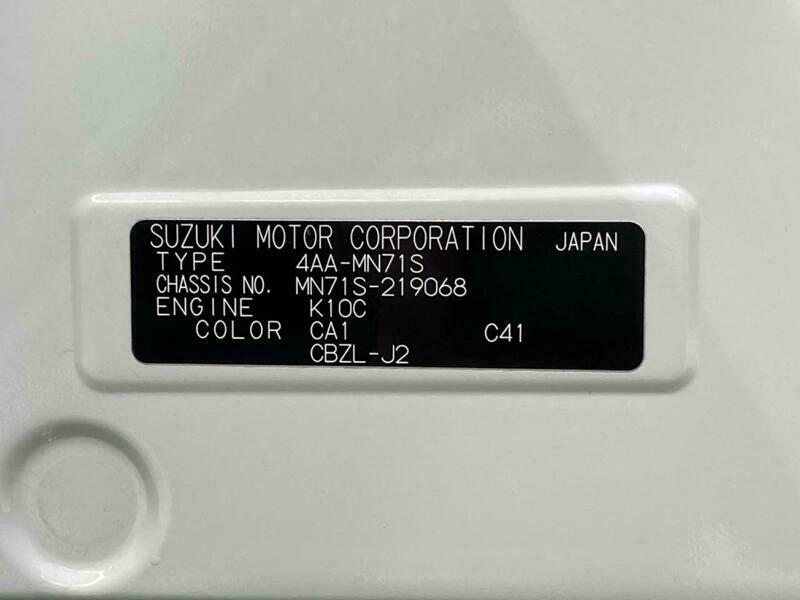 SUZUKI MOTOR CORPORATION JAPAN
TYPE 4AA-MN71S
CHASSIS NO. MN71S-219068
ENGINE K10C
COLOR CA1 C41
CBZL-J2